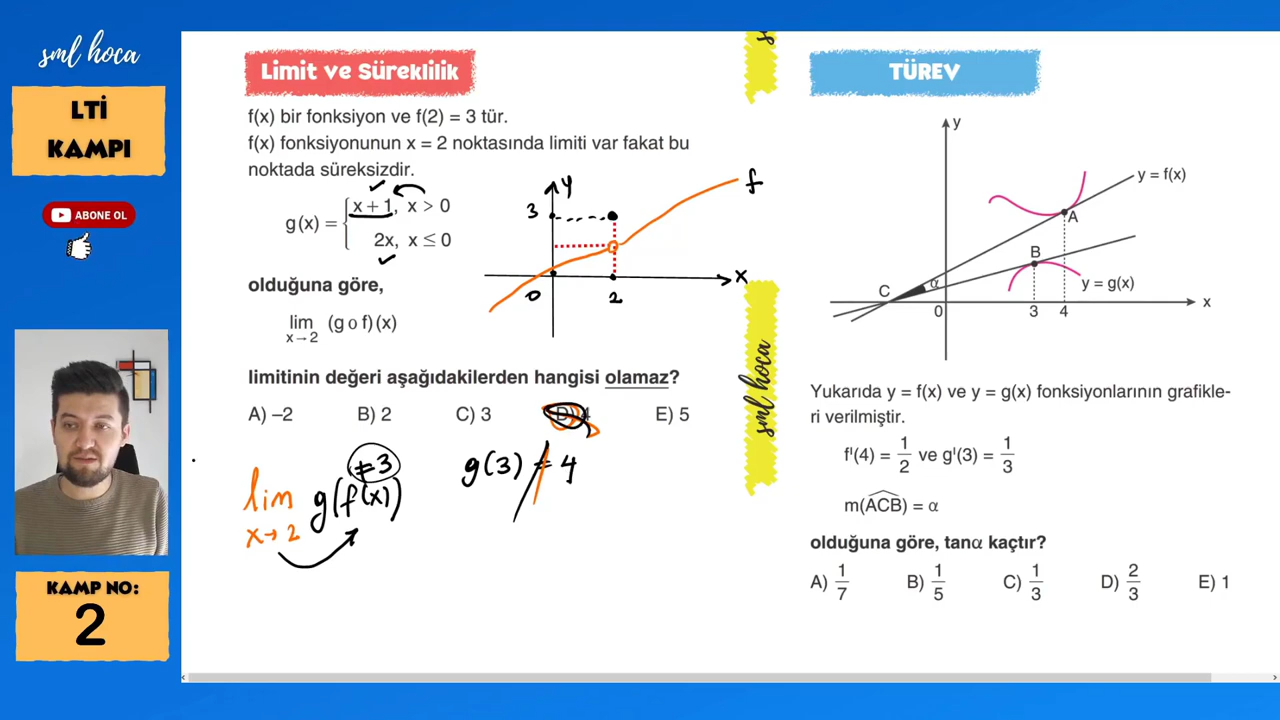 sml hoca
LTİ
KAMPI
ABONE OL
KAMP NO:
2
Limit ve Süreklilik
f(x) bir fonksiyon ve f(2) = 3 tür.
f(x) fonksiyonunun x = 2 noktasında limiti var fakat bu
noktada süreksizdir.
g(x) = { x + 1, x > 0
2x, x ≤ 0
y
f
3
0
2
x
olduğuna göre,
lim x→2 (g o f)(x)
limitinin değeri aşağıdakilerden hangisi olamaz?
A) –2 B) 2 C) 3 D) 4 E) 5
≠3
lim x→2 g(f(x))
g(3) = 4
sml hoca
TÜREV
y
y = f(x)
A
B
C
α
y = g(x)
0
3
4
x
Yukarıda y = f(x) ve y = g(x) fonksiyonlarının grafikle-
ri verilmiştir.
f'(4) = 1/2 ve g'(3) = 1/3
m(ACB) = α
olduğuna göre, tanα kaçtır?
A) 1/7 B) 1/5 C) 1/3 D) 2/3 E) 1